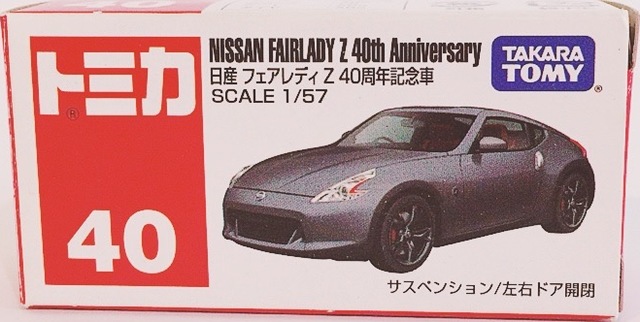 トミカ
®
40
NISSAN FAIRLADY Z 40th Anniversary
日産 フェアレディ Z 40周年記念車
SCALE 1/57
TAKARA
TOMY
®
サスペンション/左右ドア開閉